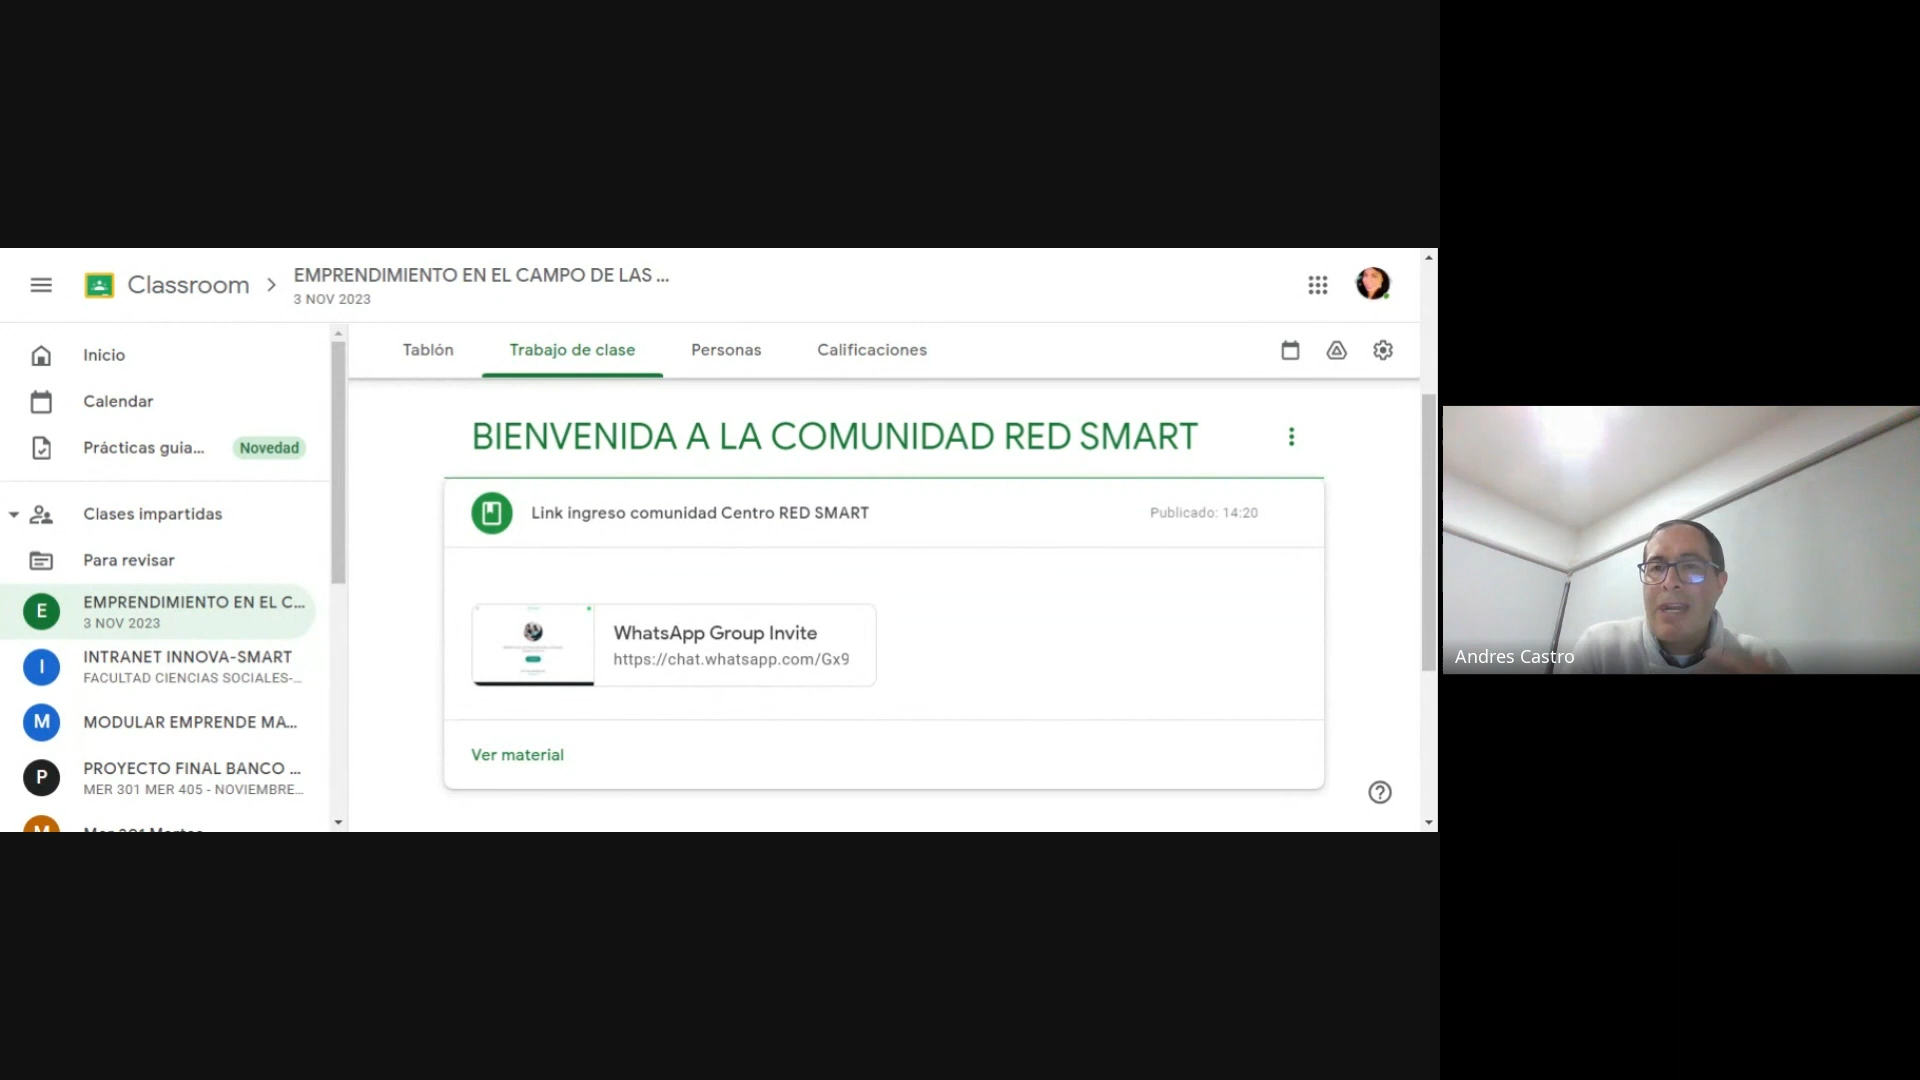 Classroom
EMPRENDIMIENTO EN EL CAMPO DE LAS ...
3 NOV 2023
Inicio
Calendar
Prácticas guia...
Novedad
Clases impartidas
Para revisar
E
EMPRENDIMIENTO EN EL C...
3 NOV 2023
I
INTRANET INNOVA-SMART
FACULTAD CIENCIAS SOCIALES-...
M
MODULAR EMPRENDE MA...
P
PROYECTO FINAL BANCO ...
MER 301 MER 405 - NOVIEMBRE...
Tablón
Trabajo de clase
Personas
Calificaciones
BIENVENIDA A LA COMUNIDAD RED SMART
Link ingreso comunidad Centro RED SMART
Publicado: 14:20
WhatsApp Group Invite
https://chat.whatsapp.com/Gx9
Ver material
Andres Castro